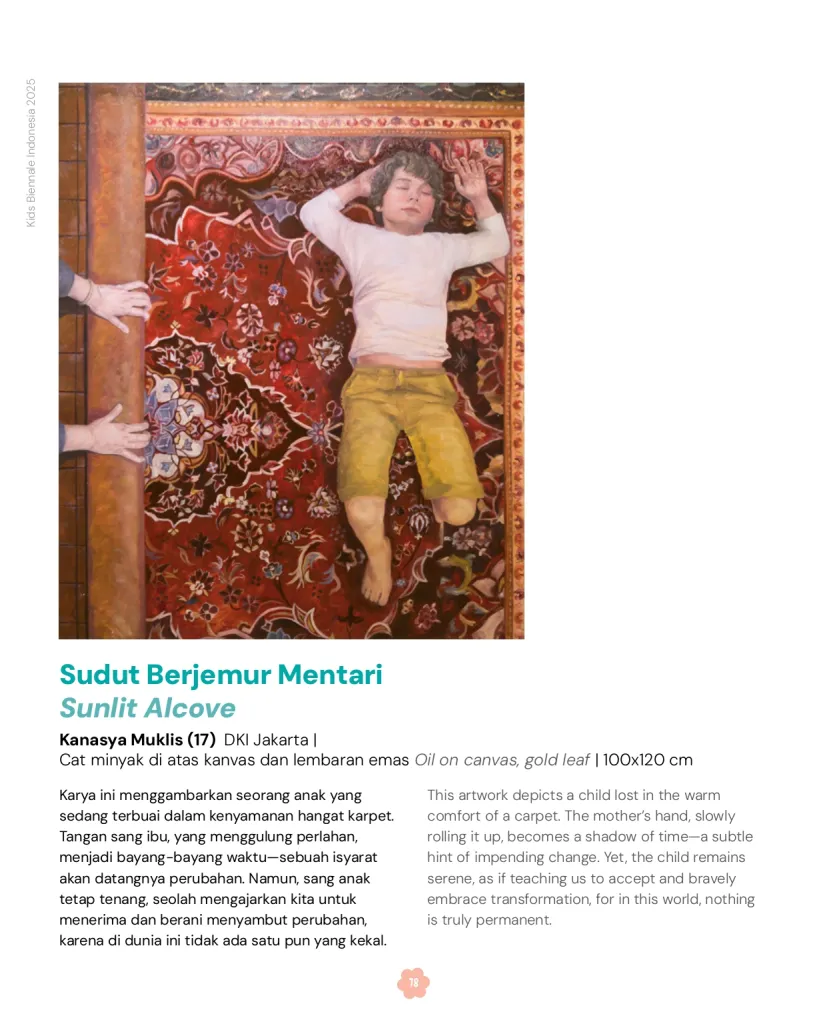 Kids Biennale Indonesia 2025
Sudut Berjemur Mentari
Sunlit Alcove
Kanasya Muklis (17) DKI Jakarta |
Cat minyak di atas kanvas dan lembaran emas Oil on canvas, gold leaf | 100x120 cm
Karya ini menggambarkan seorang anak yang
sedang terbuai dalam kenyamanan hangat karpet.
Tangan sang ibu, yang menggulung perlahan,
menjadi bayang-bayang waktu—sebuah isyarat
akan datangnya perubahan. Namun, sang anak
tetap tenang, seolah mengajarkan kita untuk
menerima dan berani menyambut perubahan,
karena di dunia ini tidak ada satu pun yang kekal.
This artwork depicts a child lost in the warm
comfort of a carpet. The mother's hand, slowly
rolling it up, becomes a shadow of time—a subtle
hint of impending change. Yet, the child remains
serene, as if teaching us to accept and bravely
embrace transformation, for in this world, nothing
is truly permanent.
78